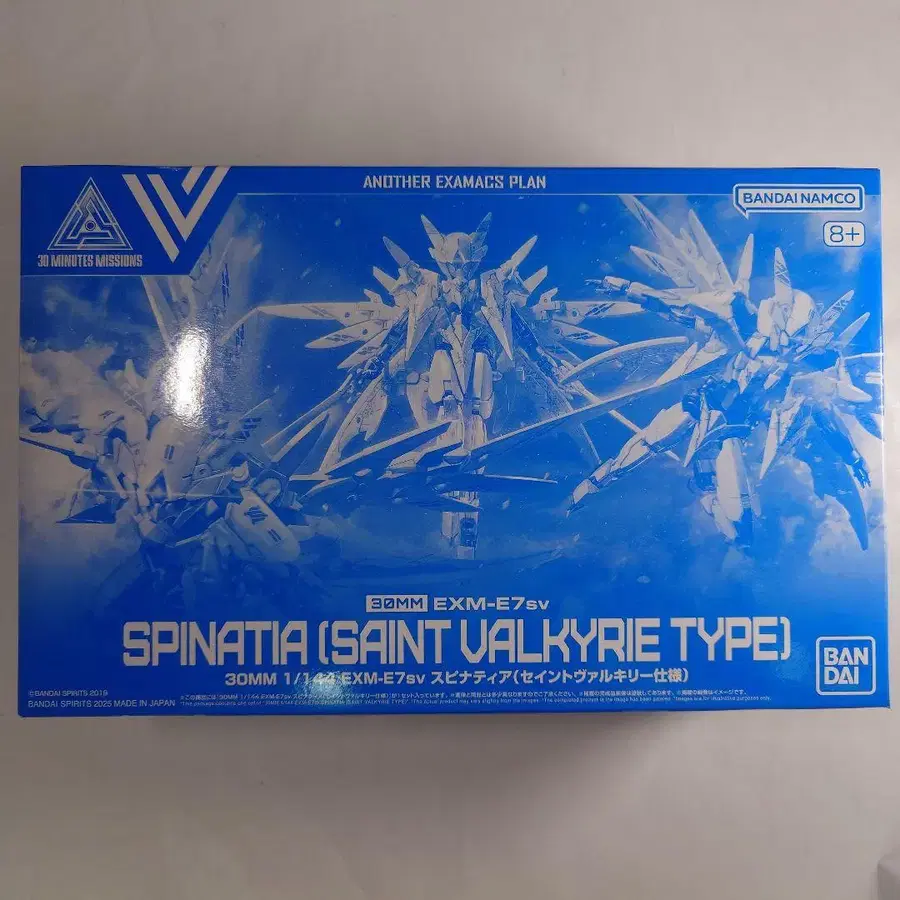 ANOTHER EXAMACS PLAN
BANDAI NAMCO
8+
30 MINUTES MISSIONS
30MM EXM-E7sv
SPINATIA (SAINT VALKYRIE TYPE)
30MM 1/144 EXM-E7sv スピナティア(セイントヴァルキリー仕様)
BAN
DAI
©BANDAI SPIRITS 2019
BANDAI SPIRITS 2025 MADE IN JAPAN